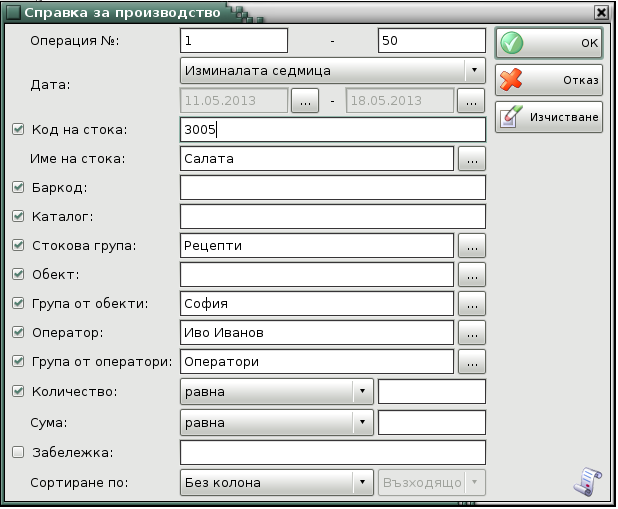 Справка за производство
Операция №: 1 - 50
OK
Дата: Изминалата седмица
Отказ
11.05.2013 ... - 18.05.2013 ...
Изчистване
Код на стока: 3005
Име на стока: Салата ...
Баркод:
Каталог:
Стокова група: Рецепти ...
Обект: ...
Група от обекти: София ...
Оператор: Иво Иванов ...
Група от оператори: Оператори ...
Количество: равна
Сума: равна
Забележка:
Сортиране по: Без колона Възходящо